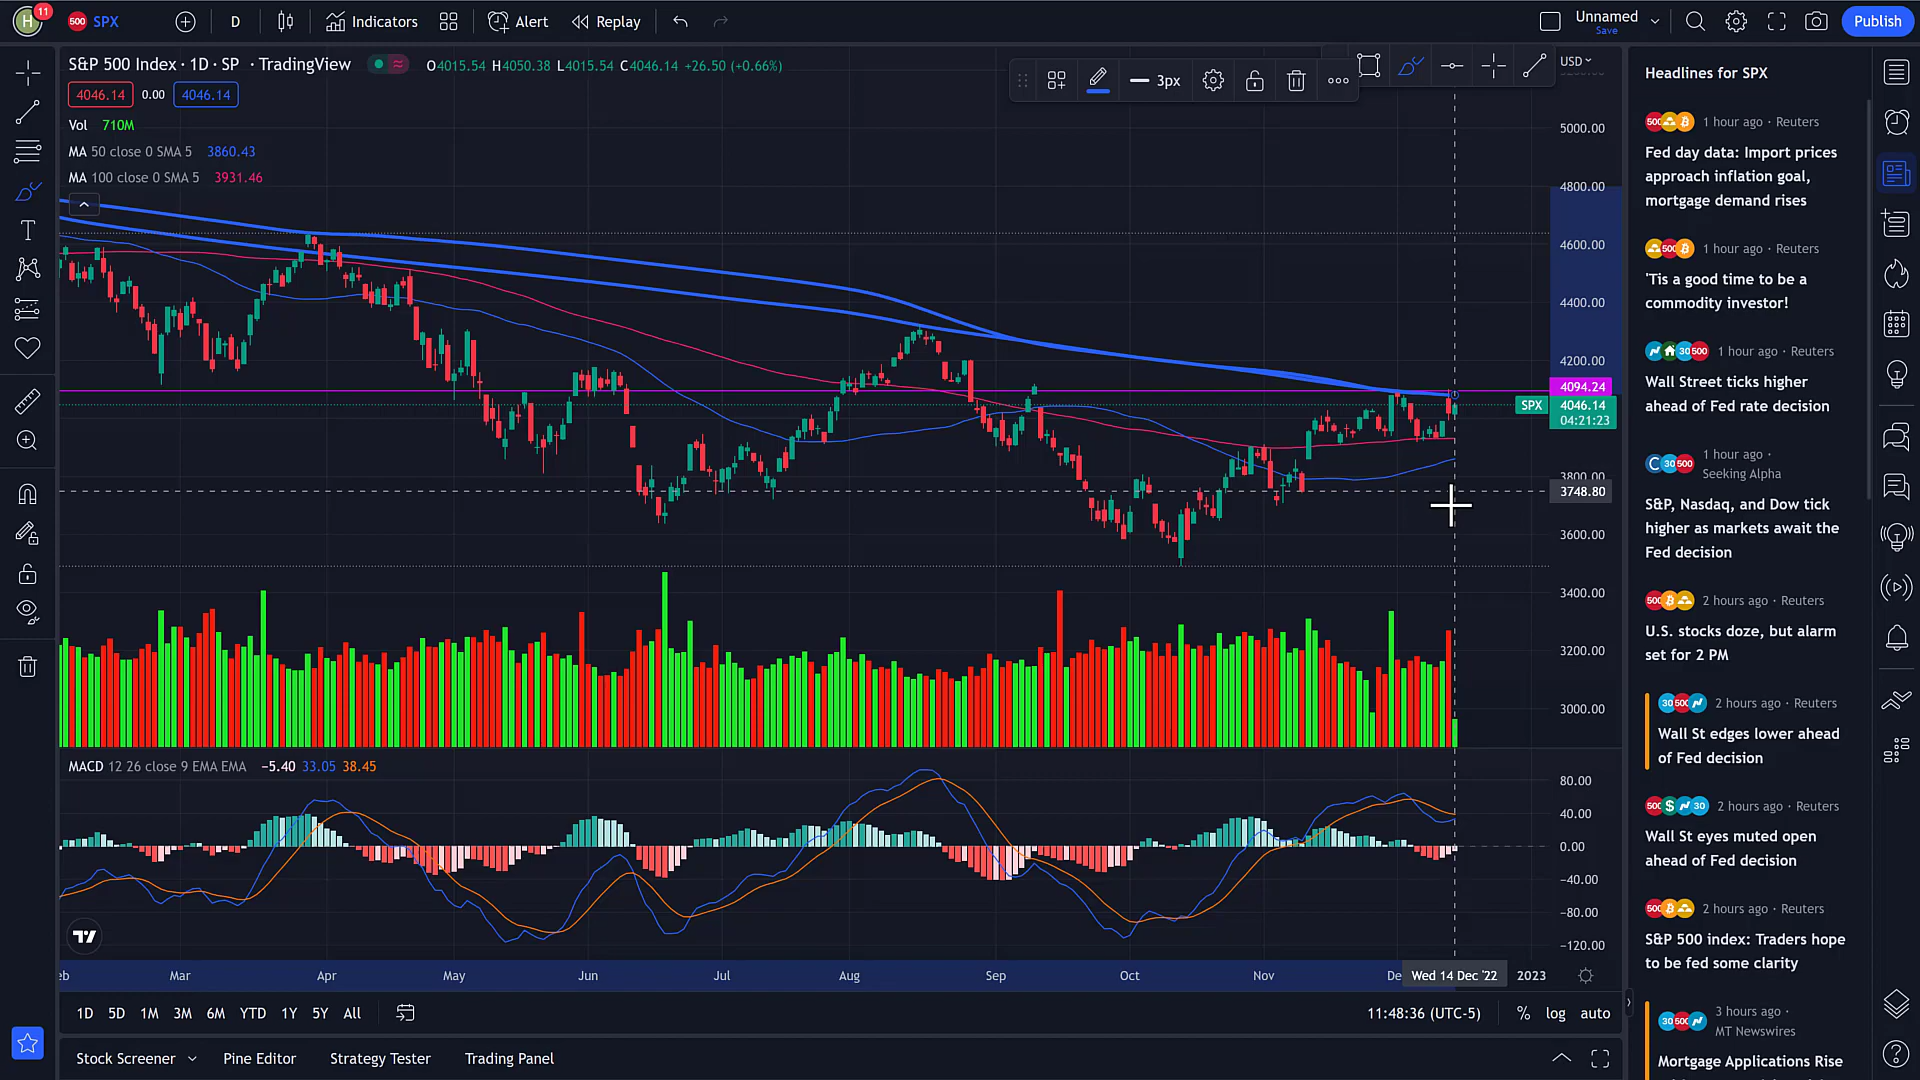 H 11 500 SPX D Indicators Alert Replay Unnamed Save Publish
S&P 500 Index · 1D · SP · TradingView O4015.54 H4050.38 L4015.54 C4046.14 +26.50 (+0.66%)
3px
USD
4046.14 0.00 4046.14
Vol 710M
MA 50 close 0 SMA 5 3860.43
MA 100 close 0 SMA 5 3931.46
5000.00
4800.00
4600.00
4400.00
4200.00
4094.24
SPX 4046.14
04:21:23
3800.00
3748.80
3600.00
3400.00
3200.00
3000.00
MACD 12 26 close 9 EMA EMA −5.40 33.05 38.45
80.00
40.00
0.00
−40.00
−80.00
−120.00
eb Mar Apr May Jun Jul Aug Sep Oct Nov De Wed 14 Dec '22 2023
1D 5D 1M 3M 6M YTD 1Y 5Y All 11:48:36 (UTC-5) % log auto
Stock Screener Pine Editor Strategy Tester Trading Panel
Headlines for SPX
1 hour ago · Reuters
Fed day data: Import prices
approach inflation goal,
mortgage demand rises
1 hour ago · Reuters
'Tis a good time to be a
commodity investor!
30 500 1 hour ago · Reuters
Wall Street ticks higher
ahead of Fed rate decision
30 500 1 hour ago ·
Seeking Alpha
S&P, Nasdaq, and Dow tick
higher as markets await the
Fed decision
2 hours ago · Reuters
U.S. stocks doze, but alarm
set for 2 PM
2 hours ago · Reuters
Wall St edges lower ahead
of Fed decision
2 hours ago · Reuters
Wall St eyes muted open
ahead of Fed decision
2 hours ago · Reuters
S&P 500 index: Traders hope
to be fed some clarity
3 hours ago ·
MT Newswires
Mortgage Applications Rise